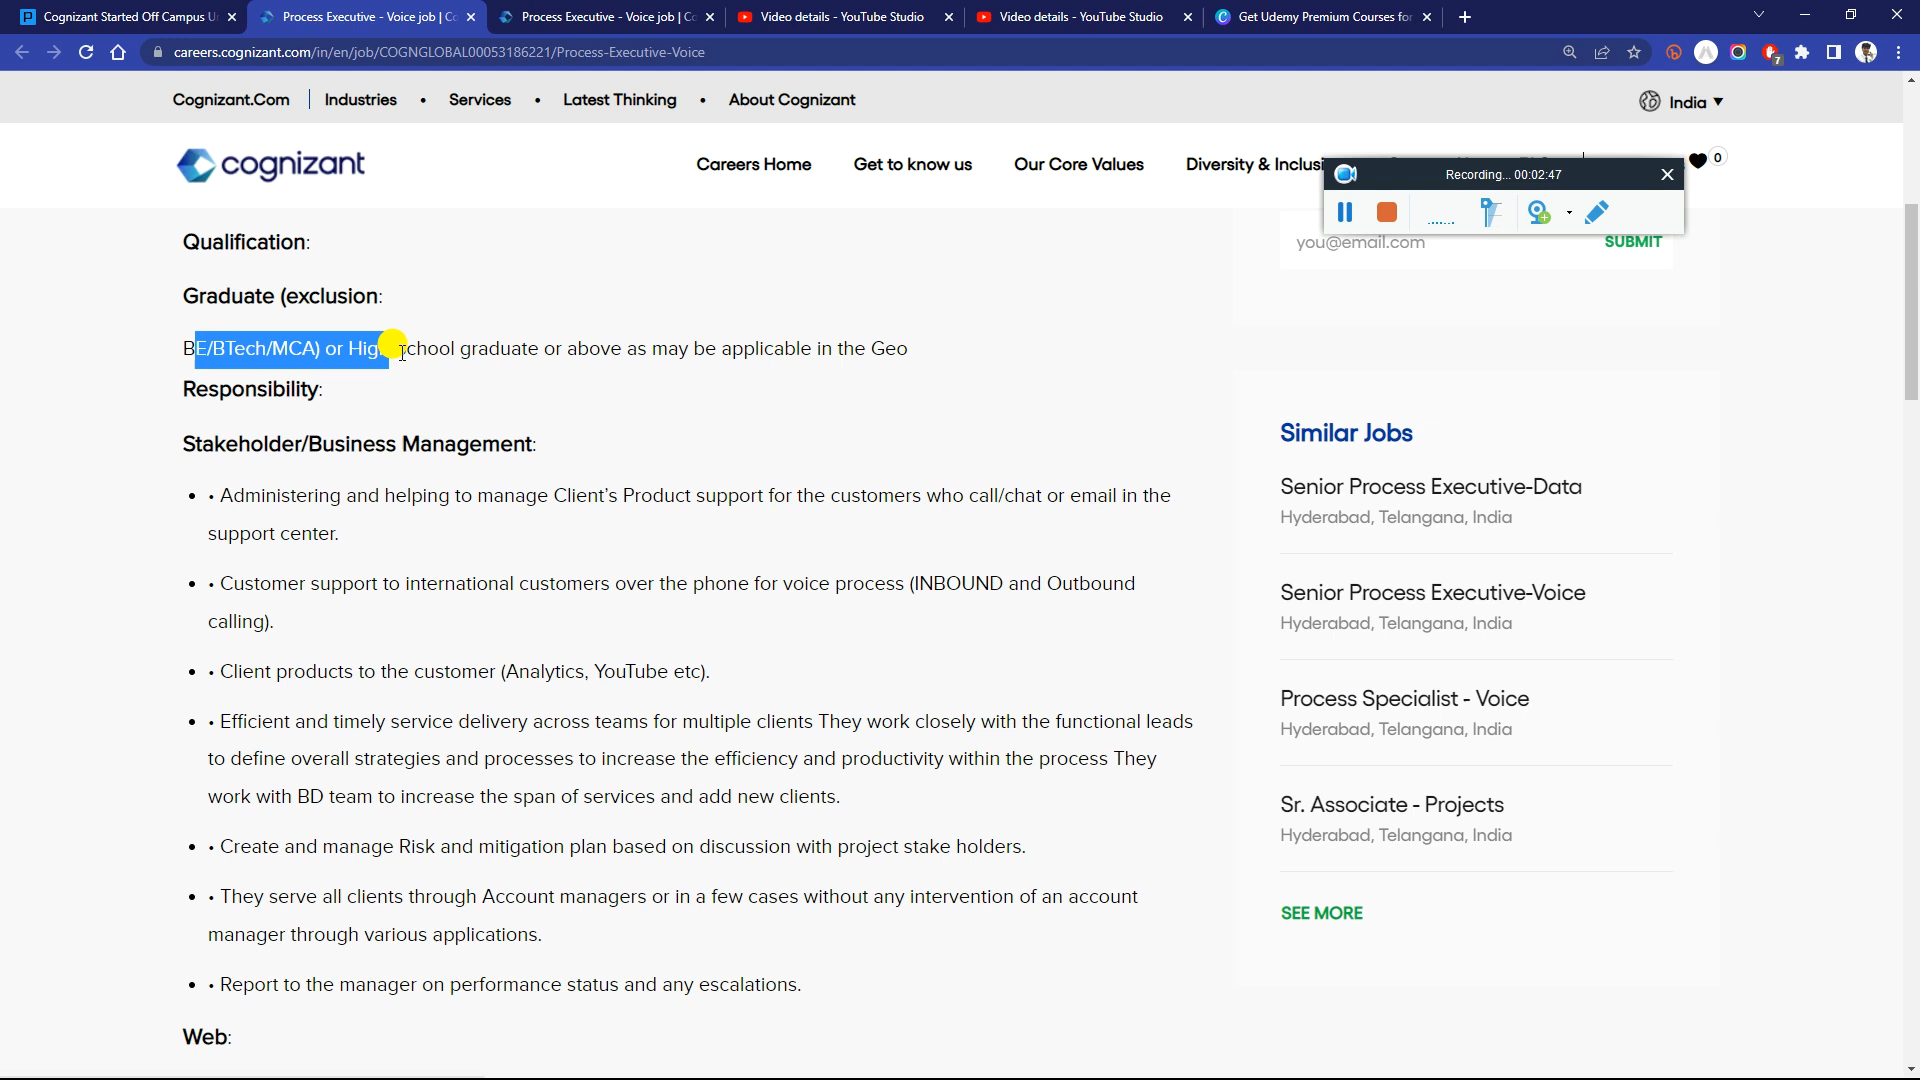 Cognizant Started Off Campus U
Process Executive - Voice job | Co
Process Executive - Voice job | Co
Video details - YouTube Studio
Video details - YouTube Studio
Get Udemy Premium Courses for
careers.cognizant.com/in/en/job/COGNGLOBAL00053186221/Process-Executive-Voice
7
Cognizant.Com | Industries • Services • Latest Thinking • About Cognizant
India
cognizant
Careers Home
Get to know us
Our Core Values
Diversity & Inclusi
0
Recording... 00:02:47
you@email.com
SUBMIT
Qualification:
Graduate (exclusion:
BE/BTech/MCA) or High school graduate or above as may be applicable in the Geo
Responsibility:
Stakeholder/Business Management:
• • Administering and helping to manage Client's Product support for the customers who call/chat or email in the
support center.
• • Customer support to international customers over the phone for voice process (INBOUND and Outbound
calling).
• • Client products to the customer (Analytics, YouTube etc).
• • Efficient and timely service delivery across teams for multiple clients They work closely with the functional leads
to define overall strategies and processes to increase the efficiency and productivity within the process They
work with BD team to increase the span of services and add new clients.
• • Create and manage Risk and mitigation plan based on discussion with project stake holders.
• • They serve all clients through Account managers or in a few cases without any intervention of an account
manager through various applications.
• • Report to the manager on performance status and any escalations.
Web:
Similar Jobs
Senior Process Executive-Data
Hyderabad, Telangana, India
Senior Process Executive-Voice
Hyderabad, Telangana, India
Process Specialist - Voice
Hyderabad, Telangana, India
Sr. Associate - Projects
Hyderabad, Telangana, India
SEE MORE